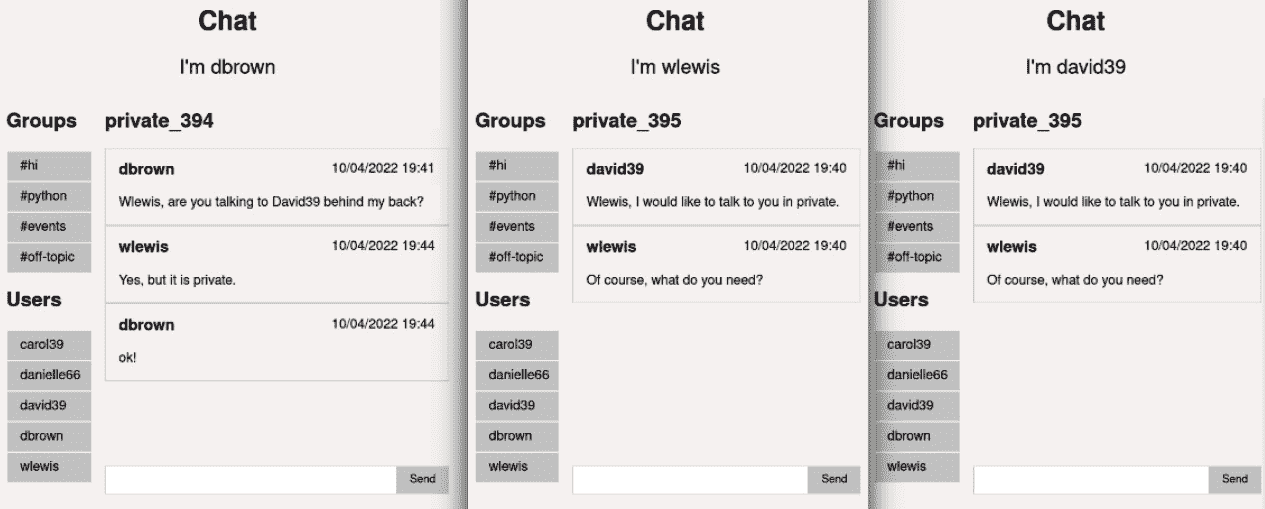 Chat
I'm dbrown
Groups
#hi
#python
#events
#off-topic
Users
carol39
danielle66
david39
dbrown
wlewis
private_394
dbrown 10/04/2022 19:41
Wlewis, are you talking to David39 behind my back?
wlewis 10/04/2022 19:44
Yes, but it is private.
dbrown 10/04/2022 19:44
ok!
Send
Chat
I'm wlewis
Groups
#hi
#python
#events
#off-topic
Users
carol39
danielle66
david39
dbrown
wlewis
private_395
david39 10/04/2022 19:40
Wlewis, I would like to talk to you in private.
wlewis 10/04/2022 19:40
Of course, what do you need?
Send
Chat
I'm david39
Groups
#hi
#python
#events
#off-topic
Users
carol39
danielle66
david39
dbrown
wlewis
private_395
david39 10/04/2022 19:40
Wlewis, I would like to talk to you in private.
wlewis 10/04/2022 19:40
Of course, what do you need?
Send